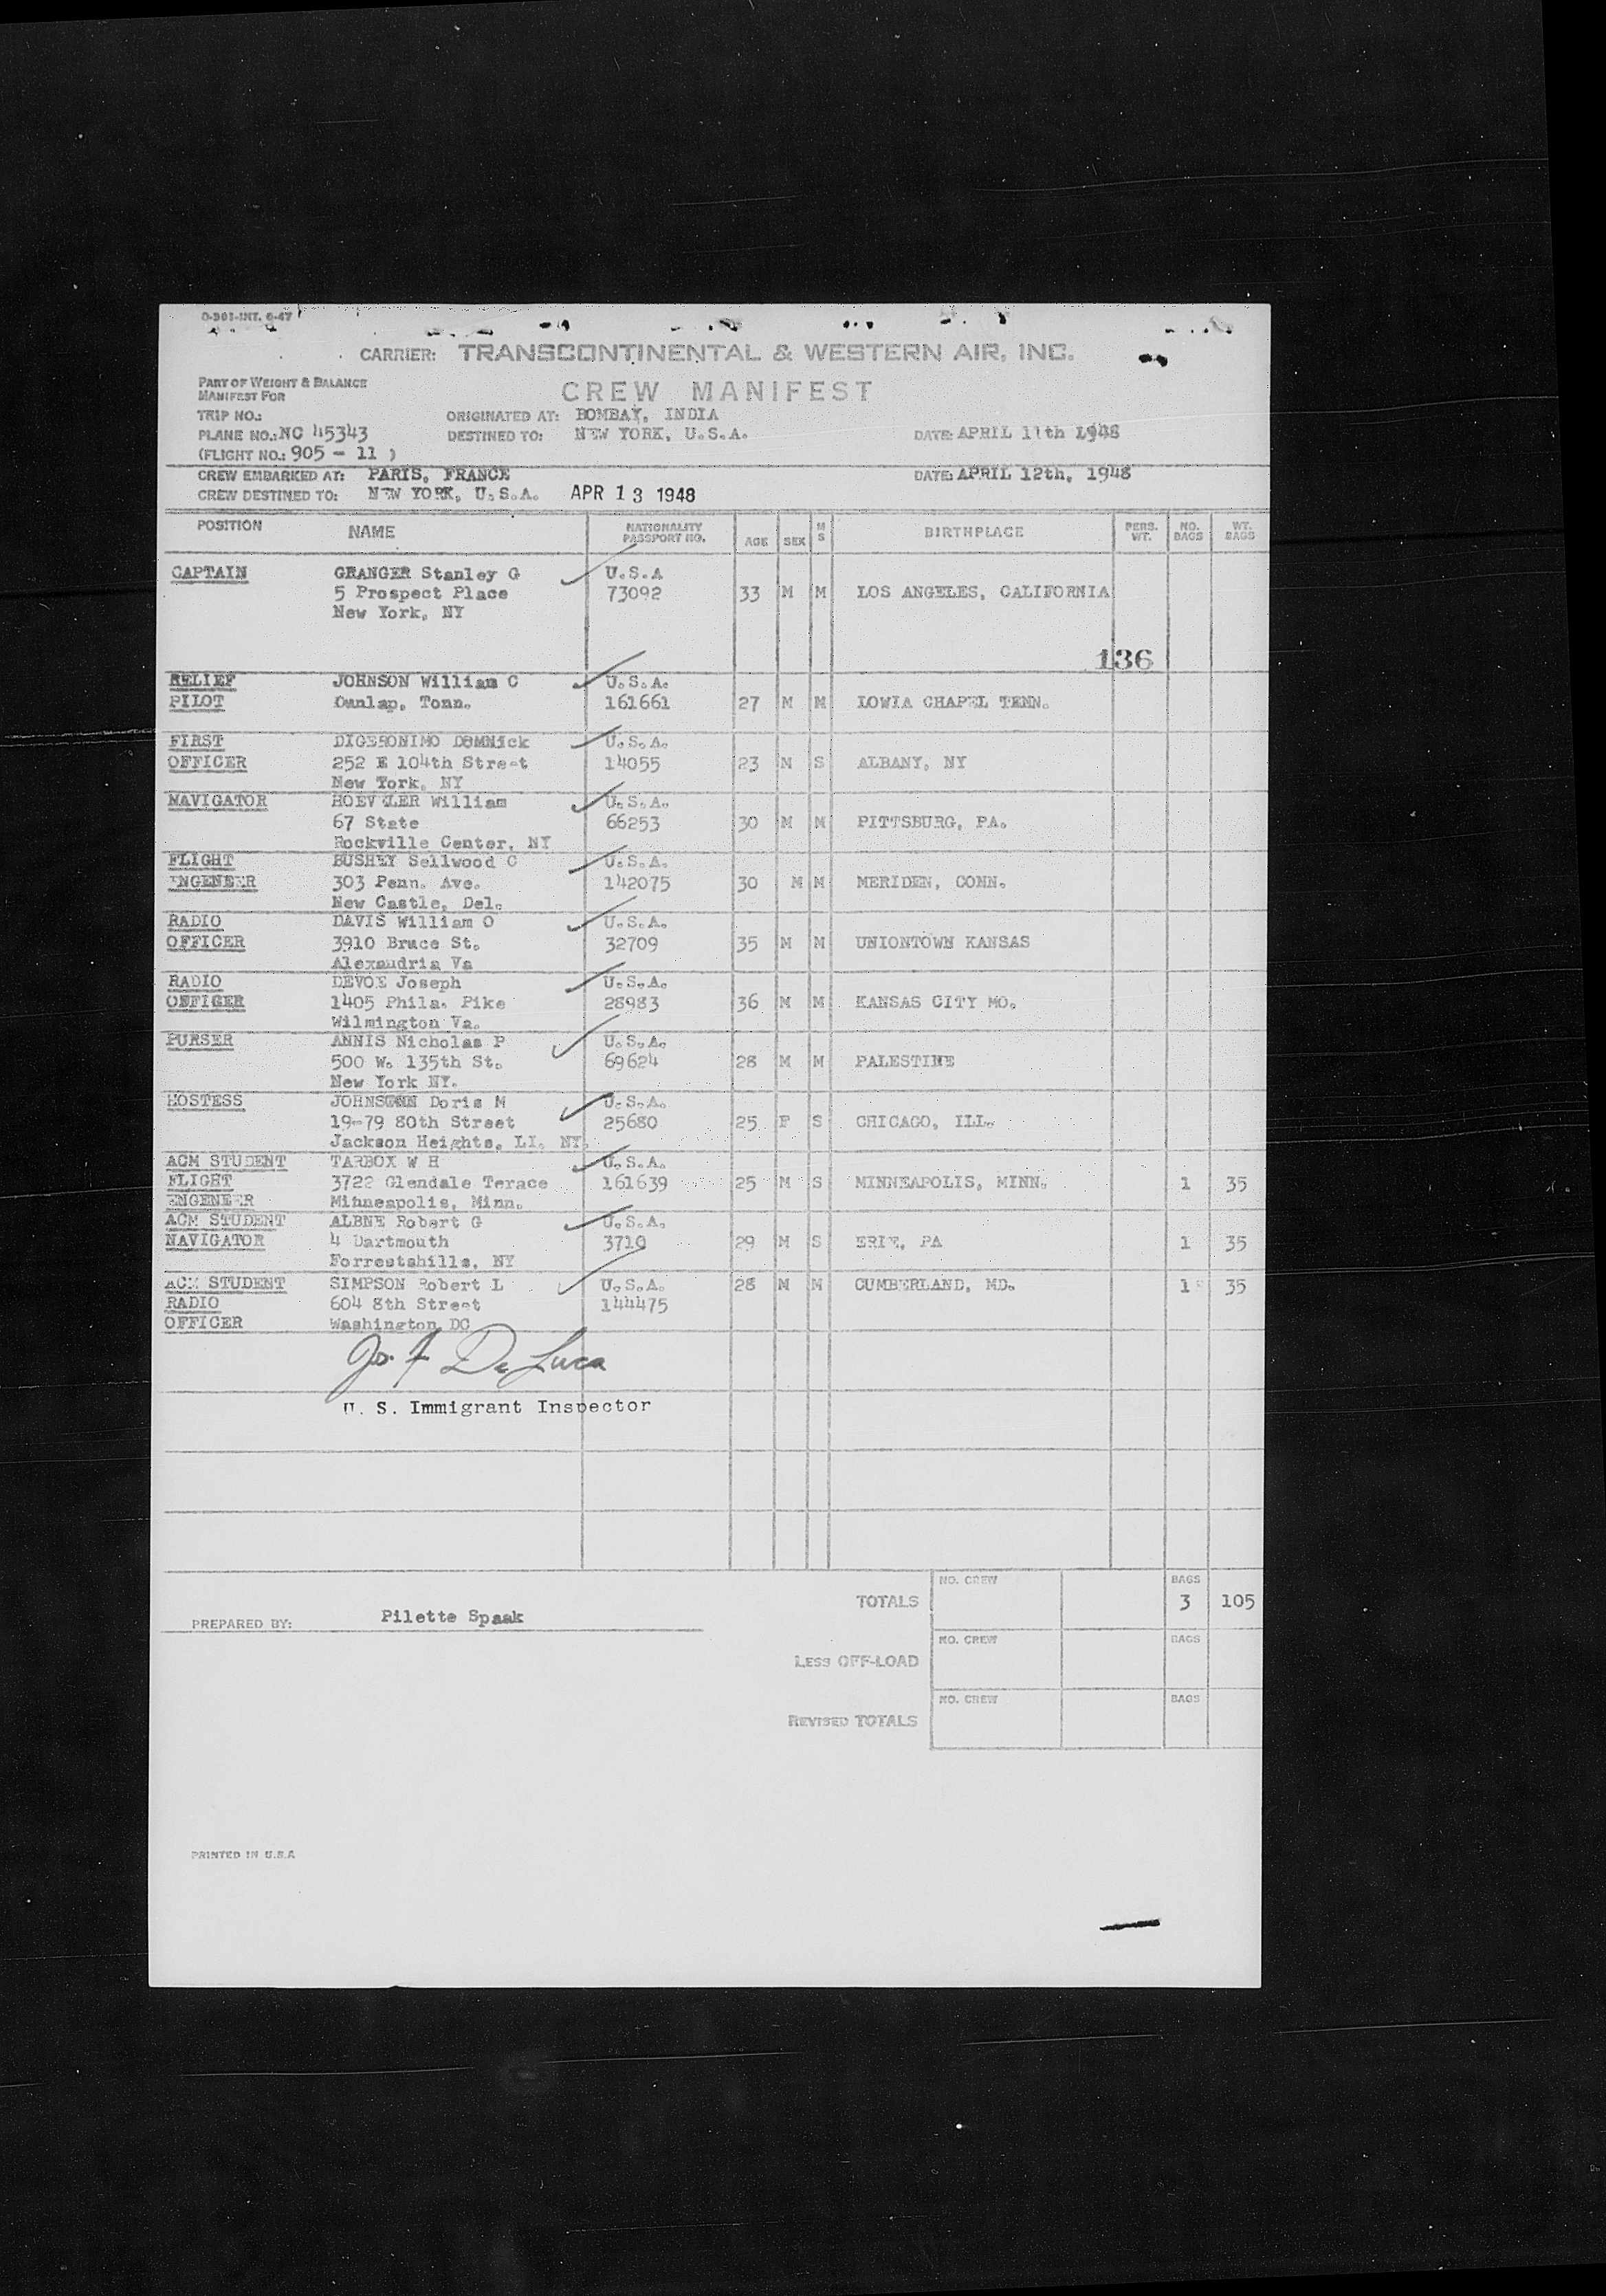 O-301-INT. 6-47
CARRIER: TRANSCONTINENTAL & WESTERN AIR, INC.
PART OF WEIGHT & BALANCE
MANIFEST FOR
CREW MANIFEST
TRIP NO.: ORIGINATED AT: BOMBAY, INDIA
PLANE NO.: NC 45343 DESTINED TO: NEW YORK, U.S.A. DATE: APRIL 11th 1948
(FLIGHT NO.: 905 - 11 )
CREW EMBARKED AT: PARIS, FRANCE DATE: APRIL 12th, 1948
CREW DESTINED TO: NEW YORK, U.S.A. APR 13 1948
POSITION NAME NATIONALITY PASSPORT NO. AGE SEX M S BIRTHPLACE PERS. WT. NO. BAGS WT. BAGS
CAPTAIN GRANGER Stanley G U.S.A
5 Prospect Place 73092 33 M M LOS ANGELES, CALIFORNIA
New York, NY
136
RELIEF JOHNSON William C U.S.A.
PILOT Dunlap, Tonn. 161661 27 M M LOWIA CHAPEL TENN.
FIRST DIGERONIMO DOMNick U.S.A.
OFFICER 252 E 104th Street 14055 23 M S ALBANY, NY
New York, NY
NAVIGATOR HOEVELER William U.S.A.
67 State 66253 30 M M PITTSBURG, PA.
Rockville Center, NY
FLIGHT BUSHEY Sellwood C U.S.A.
ENGENEER 303 Penn. Ave. 142075 30 M M MERIDEN, CONN.
New Castle, Del.
RADIO DAVIS William O U.S.A.
OFFICER 3910 Bruce St. 32709 35 M M UNIONTOWN KANSAS
Alexandria Va
RADIO DEVOE Joseph U.S.A.
OFFICER 1405 Phila. Pike 28983 36 M M KANSAS CITY MO.
Wilmington Va.
PURSER ANNIS Nicholas P U.S.A.
500 W. 135th St. 69624 28 M M PALESTINE
New York NY.
HOSTESS Doris M U.S.A.
19-79 80th Street 25680 25 F S CHICAGO, ILL.
Jackson Heights, LI. NY.
ACM STUDENT TARBOX W H U.S.A.
FLIGHT 3722 Glendale Terace 161639 25 M S MINNEAPOLIS, MINN. 1 35
ENGENEER Minneapolis, Minn.
ACM STUDENT ALBNE Robert G U.S.A.
NAVIGATOR 4 Dartmouth 3710 29 M S ERIE, PA 1 35
Forrestshills, NY
ACM STUDENT SIMPSON Robert L U.S.A. 28 M M CUMBERLAND, MD. 1 35
RADIO 604 8th Street 144475
OFFICER Washington DC
Jo. F De Luca
U. S. Immigrant Inspector
TOTALS NO. CREW BAGS 3 105
PREPARED BY: Pilette Spaak
LESS OFF-LOAD NO. CREW BAGS
REVISED TOTALS NO. CREW BAGS
PRINTED IN U.S.A